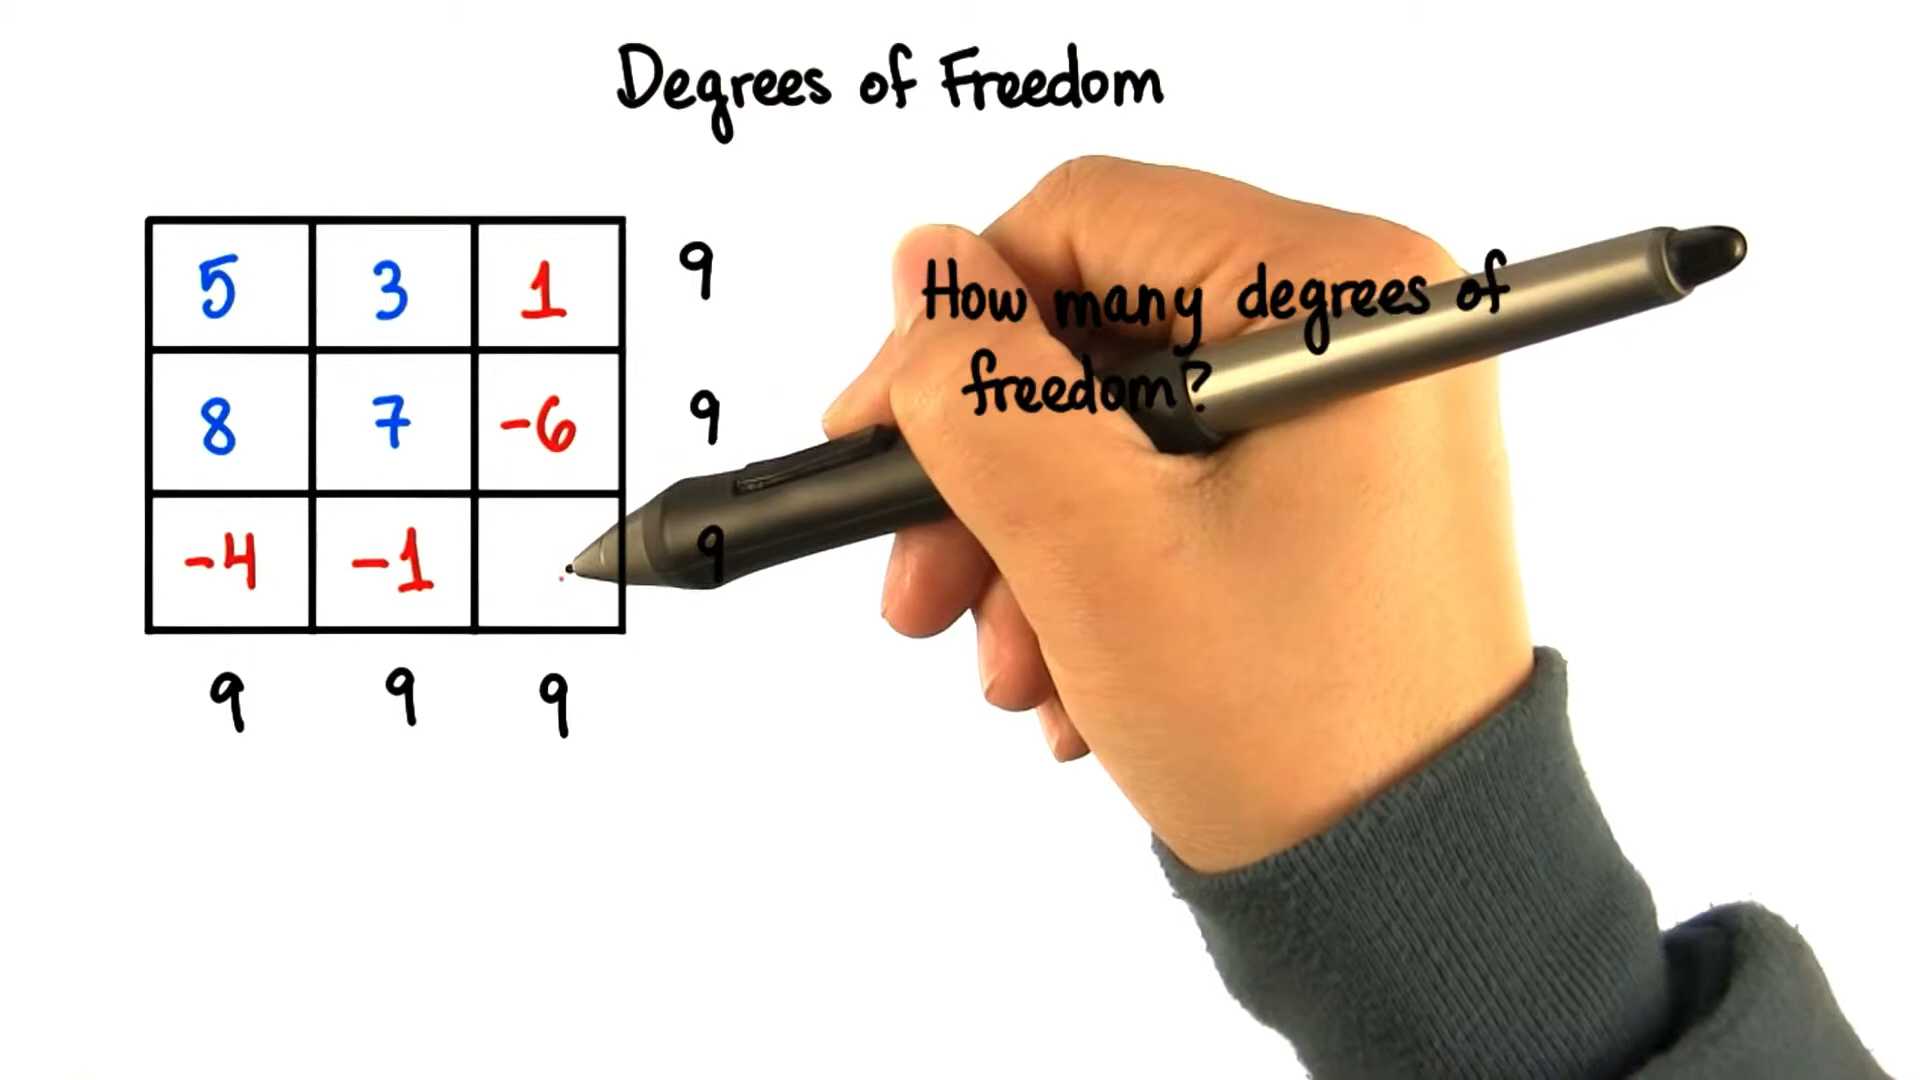 Degrees of Freedom
5 3 1 9
How many degrees of
freedom?
8 7 -6 9
-4 -1 9
9 9 9